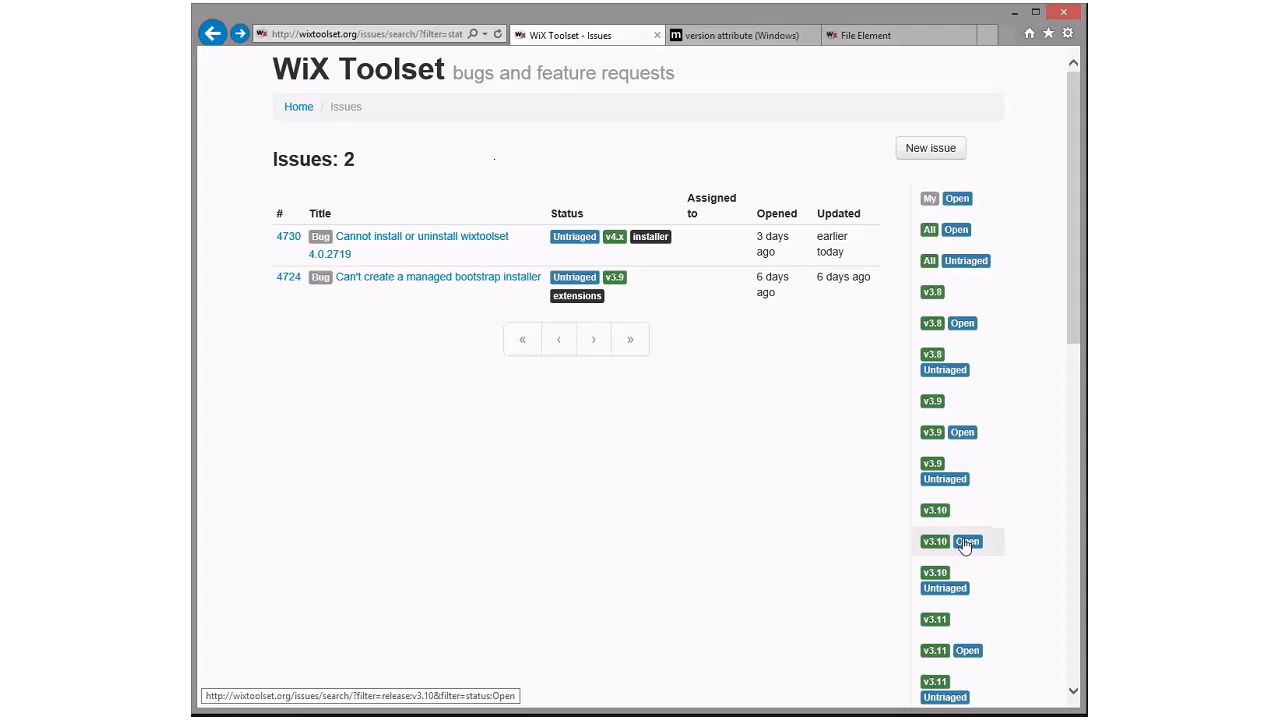 http://wixtoolset.org/issues/search/?filter=stat
WiX Toolset - Issues
version attribute (Windows)
File Element
WiX Toolset bugs and feature requests
Home / Issues
Issues: 2
New issue
# Title Status Assigned to Opened Updated
4730 Bug Cannot install or uninstall wixtoolset 4.0.2719 Untriaged v4.x installer 3 days ago earlier today
4724 Bug Can't create a managed bootstrap installer Untriaged v3.9 extensions 6 days ago 6 days ago
« ‹ › »
My Open
All Open
All Untriaged
v3.8
v3.8 Open
v3.8
Untriaged
v3.9
v3.9 Open
v3.9
Untriaged
v3.10
v3.10 Open
v3.10
Untriaged
v3.11
v3.11 Open
v3.11
Untriaged
http://wixtoolset.org/issues/search/?filter=release:v3.10&filter=status:Open